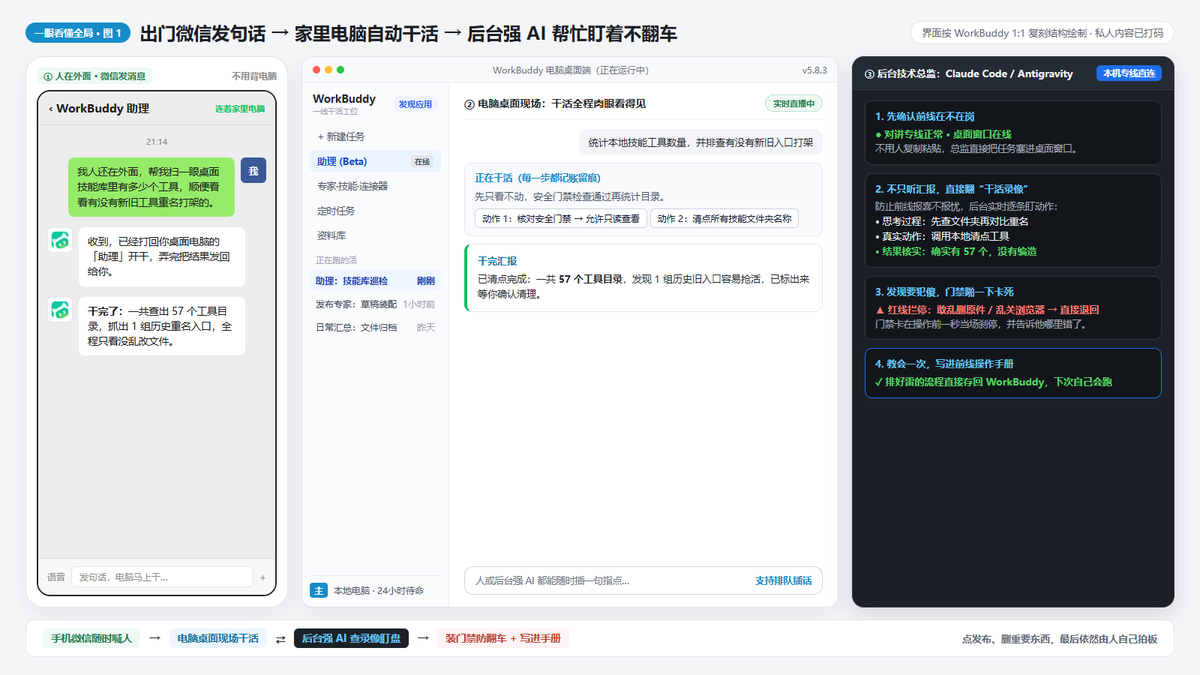 一眼看懂全局 · 图 1
出门微信发句话 → 家里电脑自动干活 → 后台强 AI 帮忙盯着不翻车
界面按 WorkBuddy 1:1 复刻结构绘制 · 私人内容已打码
① 人在外面 · 微信发消息
不用背电脑
‹ WorkBuddy 助理
连着家里电脑
21:14
我人还在外面，帮我扫一眼桌面
技能库里有多少个工具，顺便看
看有没有新旧工具重名打架的。
我
收到，已经打回你桌面电脑的
「助理」开干，弄完把结果发回
给你。
干完了：一共查出 57 个工具目
录，抓出 1 组历史重名入口，全
程只看没乱改文件。
语音
发句话，电脑马上干...
+
WorkBuddy 电脑桌面端（正在运行中）
v5.8.3
WorkBuddy
一线干活工位
发现应用
+ 新建任务
助理 (Beta)
在线
专家·技能·连接器
定时任务
资料库
正在跑的活
助理：技能库巡检
刚刚
发布专家：草稿装配
1小时前
日常汇总：文件归档
昨天
主
本地电脑 · 24小时待命
② 电脑桌面现场：干活全程肉眼看得见
实时直播中
统计本地技能工具数量，并排查有没有新旧入口打架
正在干活（每一步都记账留痕）
先只看不动，安全门禁检查通过再统计目录。
动作 1：核对安全门禁 → 允许只读查看
动作 2：清点所有技能文件夹名称
干完汇报
已清点完成：一共 57 个工具目录，发现 1 组历史旧入口容易抢活，已标出来
等你确认清理。
人或后台强 AI 都能随时插一句指点...
支持排队插话
③ 后台技术总监：Claude Code / Antigravity
本机专线直连
1. 先确认前线在不在岗
● 对讲专线正常 · 桌面窗口在线
不用人复制粘贴，总监直接把任务塞进桌面窗口。
2. 不只听汇报，直接翻“干活录像”
防止前线报喜不报忧，后台实时逐条盯动作：
• 思考过程：先查文件夹再对比重名
• 真实动作：调用本地清点工具
• 结果核实：确实有 57 个，没有编造
3. 发现要犯傻，门禁啪一下卡死
▲ 红线拦停：敢乱删原件 / 乱关浏览器 → 直接退回
门禁卡在操作前一秒当场刹停，并告诉他哪里错了。
4. 教会一次，写进前线操作手册
✓ 排好雷的流程直接存回 WorkBuddy，下次自己会跑
手机微信随时喊人
→
电脑桌面现场干活
⇄
后台强 AI 查录像盯盘
→
装门禁防翻车 + 写进手册
点发布、删重要东西，最后依然由人自己拍板